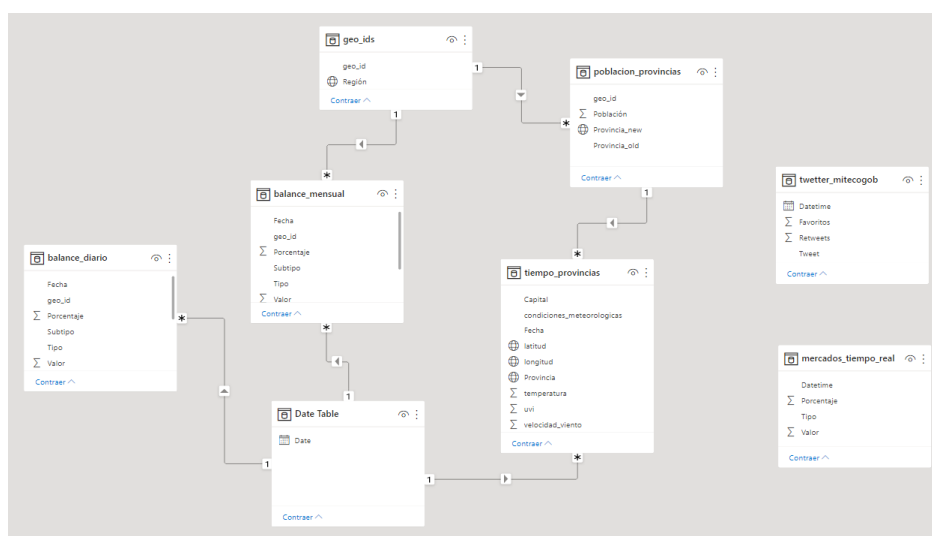 geo_ids
geo_id
Región
Contraer
1
1
*
*
poblacion_provincias
geo_id
Población
Provincia_new
Provincia_old
Contraer
1
*
twetter_mitecogob
Datetime
Favoritos
Retweets
Tweet
Contraer
balance_mensual
Fecha
geo_id
Porcentaje
Subtipo
Tipo
Valor
Contraer
*
1
balance_diario
Fecha
geo_id
Porcentaje
Subtipo
Tipo
Valor
Contraer
*
1
tiempo_provincias
Capital
condiciones_meteorologicas
Fecha
latitud
longitud
Provincia
temperatura
uvi
velocidad_viento
Contraer
*
1
mercados_tiempo_real
Datetime
Porcentaje
Tipo
Valor
Contraer
Date Table
Date
Contraer